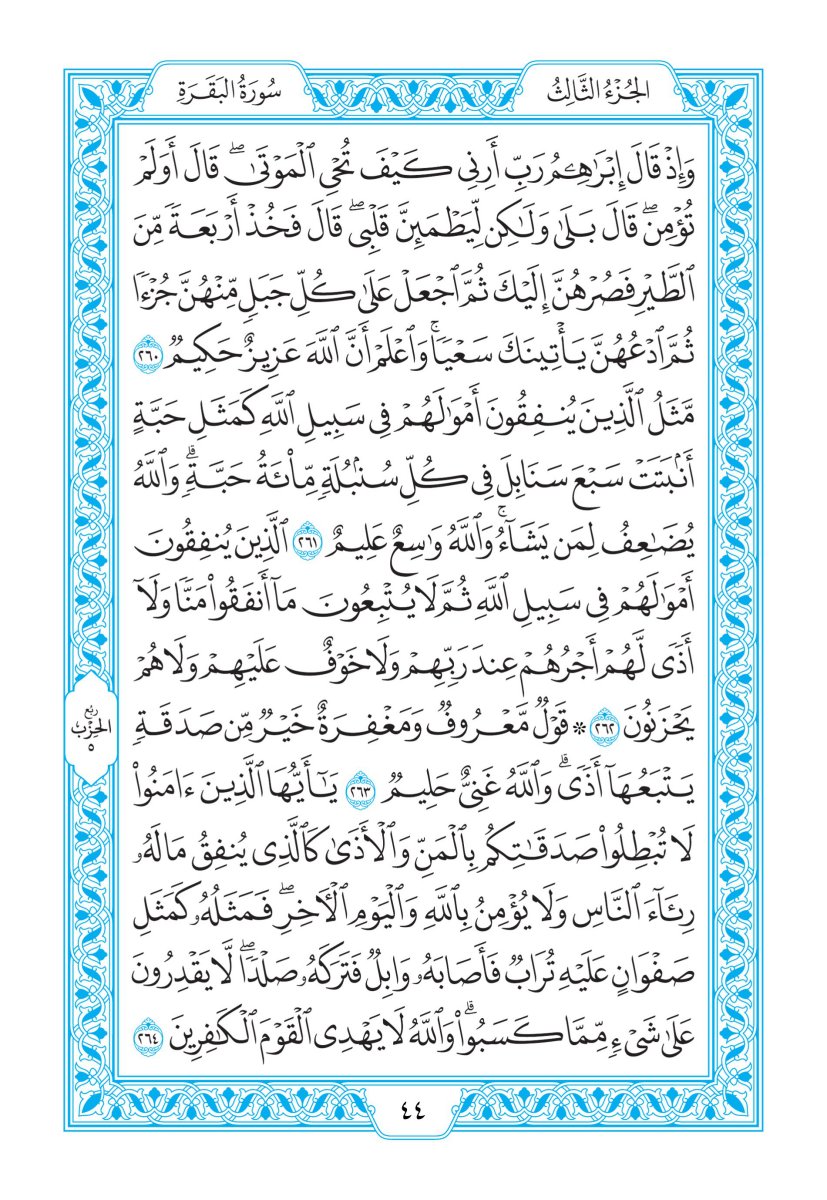 الجُزْءُ الثَّالِثُ
سُورَةُ البَقَرَةِ
وَإِذْ قَالَ إِبْرَٰهِـۧمُ رَبِّ أَرِنِى كَيْفَ تُحْىِ ٱلْمَوْتَىٰۖ قَالَ أَوَلَمْ
تُؤْمِنۖ قَالَ بَلَىٰ وَلَٰكِن لِّيَطْمَئِنَّ قَلْبِىۖ قَالَ فَخُذْ أَرْبَعَةً مِّنَ
ٱلطَّيْرِ فَصُرْهُنَّ إِلَيْكَ ثُمَّ ٱجْعَلْ عَلَىٰ كُلِّ جَبَلٍ مِّنْهُنَّ جُزْءًا
ثُمَّ ٱدْعُهُنَّ يَأْتِينَكَ سَعْيًاۚ وَٱعْلَمْ أَنَّ ٱللَّهَ عَزِيزٌ حَكِيمٌ ٢٦٠
مَّثَلُ ٱلَّذِينَ يُنفِقُونَ أَمْوَٰلَهُمْ فِى سَبِيلِ ٱللَّهِ كَمَثَلِ حَبَّةٍ
أَنۢبَتَتْ سَبْعَ سَنَابِلَ فِى كُلِّ سُنۢبُلَةٍ مِّا۟ئَةُ حَبَّةٍۗ وَٱللَّهُ
يُضَٰعِفُ لِمَن يَشَآءُۚ وَٱللَّهُ وَٰسِعٌ عَلِيمٌ ٢٦١ ٱلَّذِينَ يُنفِقُونَ
أَمْوَٰلَهُمْ فِى سَبِيلِ ٱللَّهِ ثُمَّ لَا يُتْبِعُونَ مَآ أَنفَقُوا۟ مَنًّا وَلَآ
أَذًى لَّهُمْ أَجْرُهُمْ عِندَ رَبِّهِمْ وَلَا خَوْفٌ عَلَيْهِمْ وَلَا هُمْ
يَحْزَنُونَ ٢٦٢ ۞ قَوْلٌ مَّعْرُوفٌ وَمَغْفِرَةٌ خَيْرٌ مِّن صَدَقَةٍ
يَتْبَعُهَآ أَذًىۗ وَٱللَّهُ غَنِىٌّ حَلِيمٌ ٢٦٣ يَٰٓأَيُّهَا ٱلَّذِينَ ءَامَنُوا۟
لَا تُبْطِلُوا۟ صَدَقَٰتِكُم بِٱلْمَنِّ وَٱلْأَذَىٰ كَٱلَّذِى يُنفِقُ مَالَهُۥ
رِئَآءَ ٱلنَّاسِ وَلَا يُؤْمِنُ بِٱللَّهِ وَٱلْيَوْمِ ٱلْءَاخِرِۖ فَمَثَلُهُۥ كَمَثَلِ
صَفْوَانٍ عَلَيْهِ تُرَابٌ فَأَصَابَهُۥ وَابِلٌ فَتَرَكَهُۥ صَلْدًاۖ لَّا يَقْدِرُونَ
عَلَىٰ شَىْءٍ مِّمَّا كَسَبُوا۟ۗ وَٱللَّهُ لَا يَهْدِى ٱلْقَوْمَ ٱلْكَٰفِرِينَ ٢٦٤
رُبع
الحِزْب
٥
٤٤